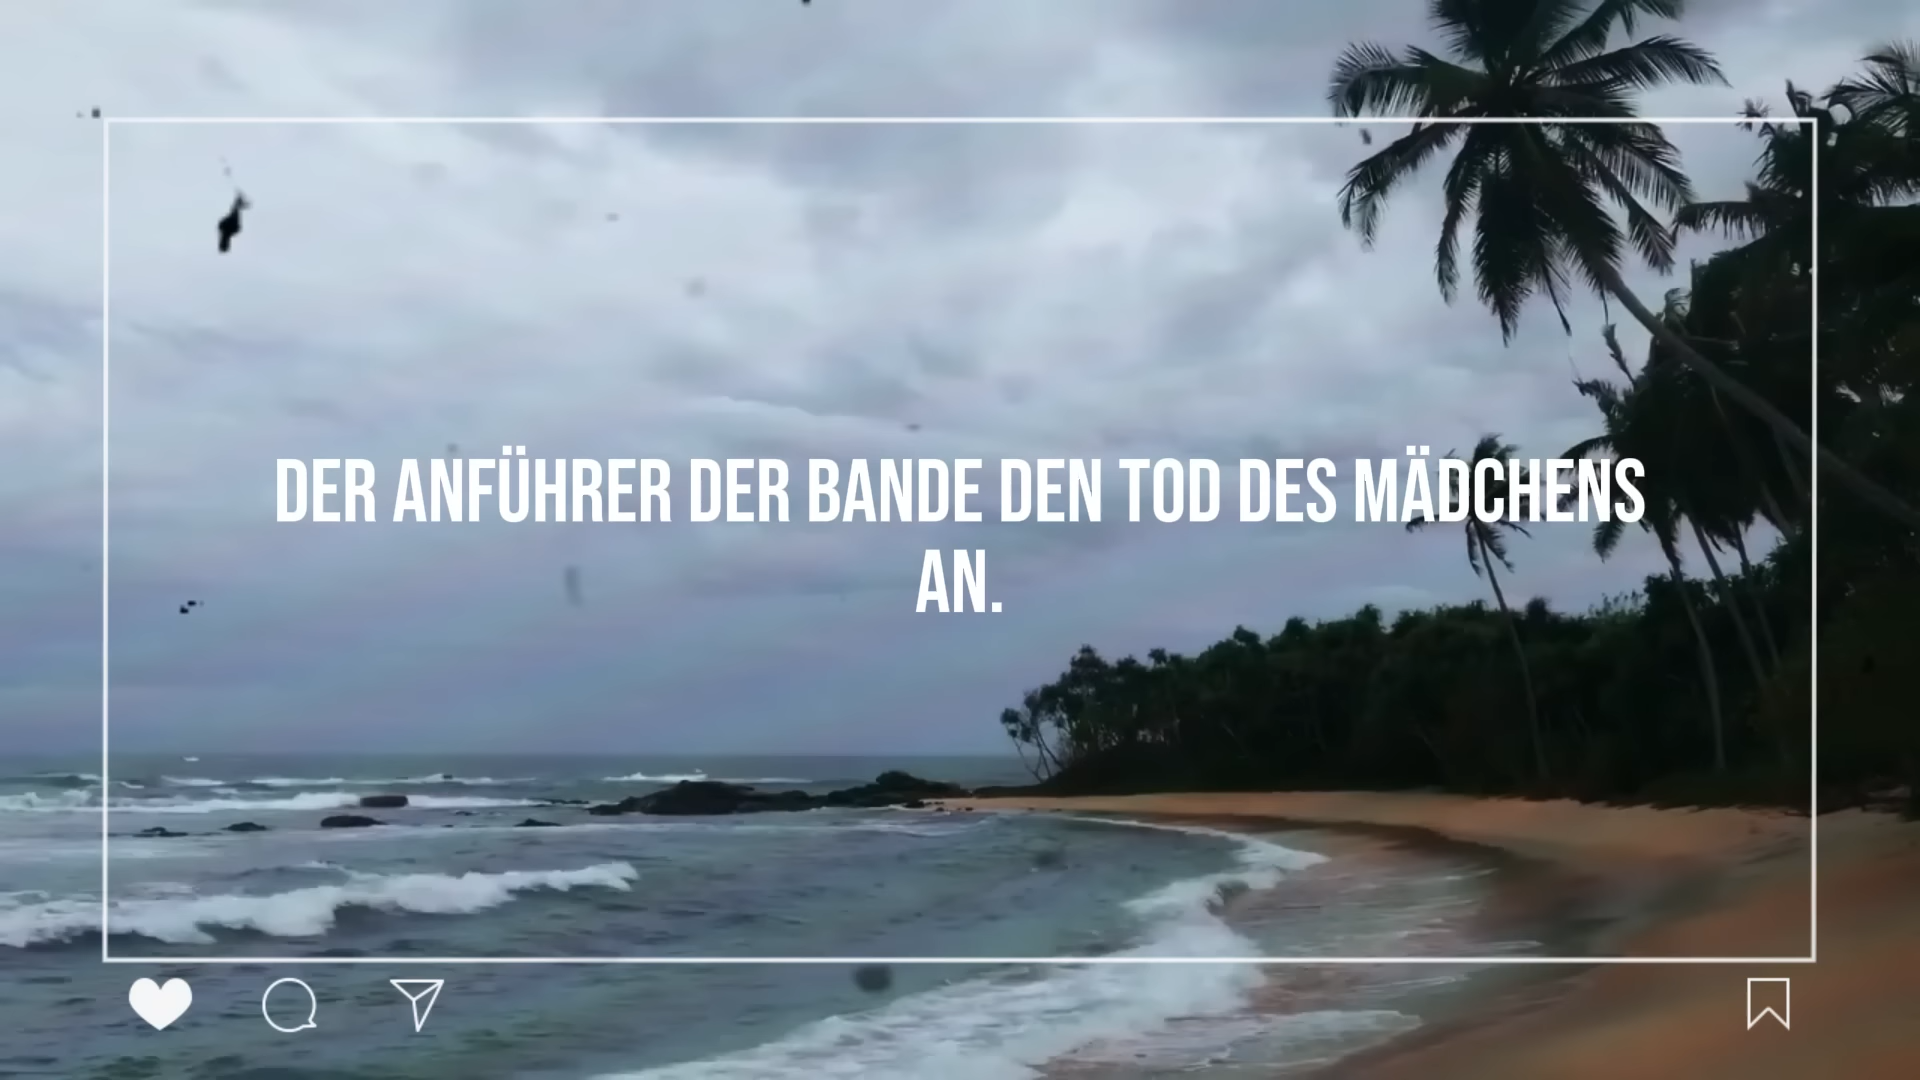 DER ANFÜHRER DER BANDE DEN TOD DES MÄDCHENS
AN.